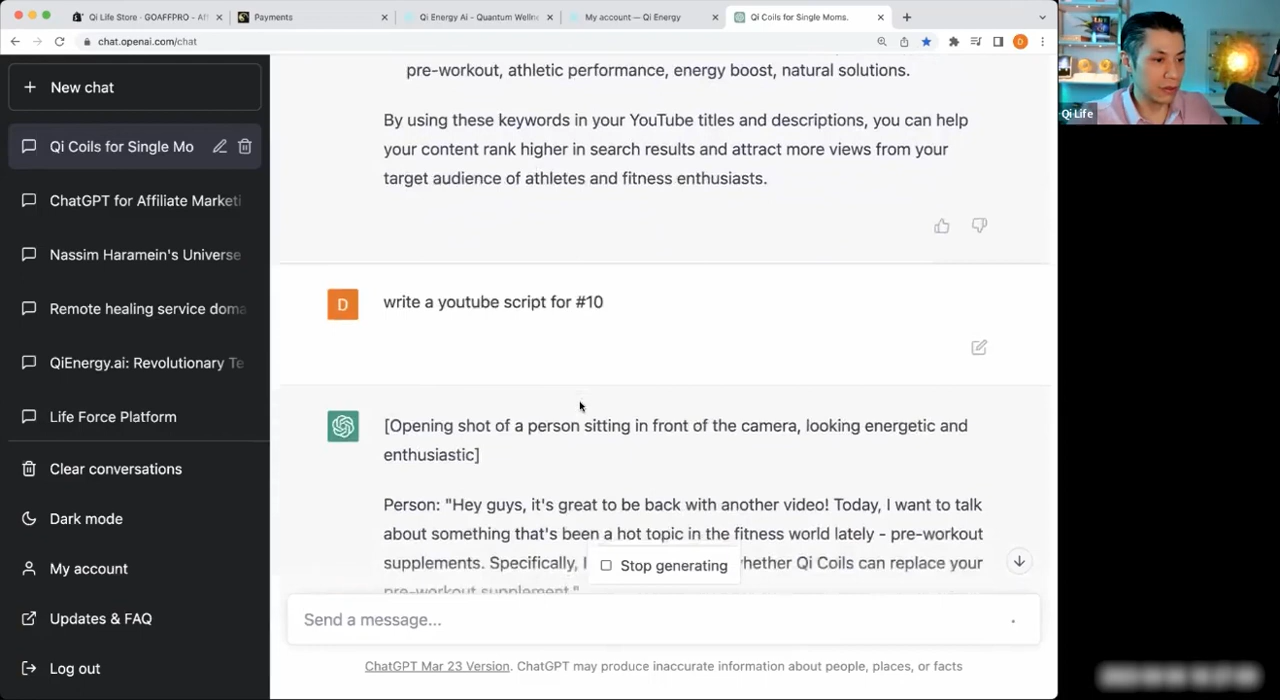 Qi Life Store - GOAFFPRO - Af
Payments
Qi Energy Ai - Quantum Welln
My account — Qi Energy
Qi Coils for Single Moms.
chat.openai.com/chat
D
New chat
Qi Coils for Single Mo
ChatGPT for Affiliate Marketi
Nassim Haramein's Universe
Remote healing service doma
QiEnergy.ai: Revolutionary Te
Life Force Platform
Clear conversations
Dark mode
My account
Updates & FAQ
Log out
pre-workout, athletic performance, energy boost, natural solutions.
By using these keywords in your YouTube titles and descriptions, you can help
your content rank higher in search results and attract more views from your
target audience of athletes and fitness enthusiasts.
D
write a youtube script for #10
[Opening shot of a person sitting in front of the camera, looking energetic and
enthusiastic]
Person: "Hey guys, it's great to be back with another video! Today, I want to talk
about something that's been a hot topic in the fitness world lately - pre-workout
supplements. Specifically, I whether Qi Coils can replace your
pre-workout supplement."
Stop generating
Send a message...
ChatGPT Mar 23 Version. ChatGPT may produce inaccurate information about people, places, or facts
Qi Life